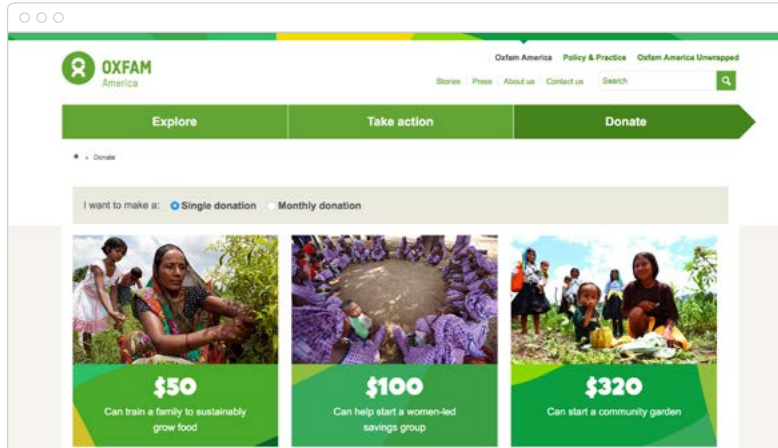 Oxfam America Policy & Practice Oxfam America Unwrapped
OXFAM
America
Stories Press About us Contact us Search
Explore Take action Donate
Donate
I want to make a: Single donation Monthly donation
$50 $100 $320
Can train a family to sustainably
grow food
Can help start a women-led
savings group
Can start a community garden